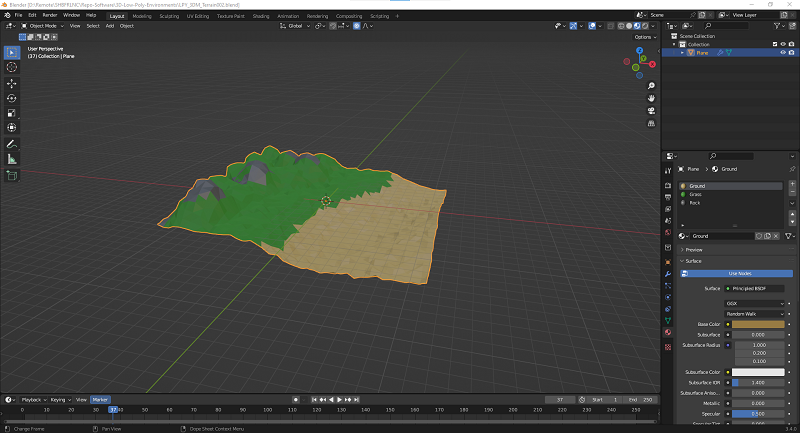 Blender [D:\Remote\SHBFRLMC\Repo-Software\2D-Low-Poly-Environments\LPY_3DM_Terrain002.blend]
File Edit Render Window Help Layout Modeling Sculpting UV Editing Texture Paint Shading Animation Rendering Compositing Scripting + Scene View Layer
Object Mode View Select Add Object Global
Options
User Perspective
(37) Collection | Plane
Z
X
Scene Collection
Collection
Plane
Plane Ground
Ground
Grass
Rock
Ground
Preview
Surface
Use Nodes
Surface Principled BSDF
GGX
Random Walk
Base Color
Subsurface 0.000
Subsurface Radius 1.000
0.200
0.100
Subsurface Color
Subsurface IOR 1.400
Subsurface Aniso... 0.000
Metallic 0.000
Specular 0.500
Specular Tint 0.000
Playback Keying View Marker 37 Start 1 End 250
0 10 20 30 37 40 50 60 70 80 90 100 110 120 130 140 150 160 170 180 190 200 210 220 230 240 250
Change Frame Pan View Dope Sheet Context Menu 3.4.0